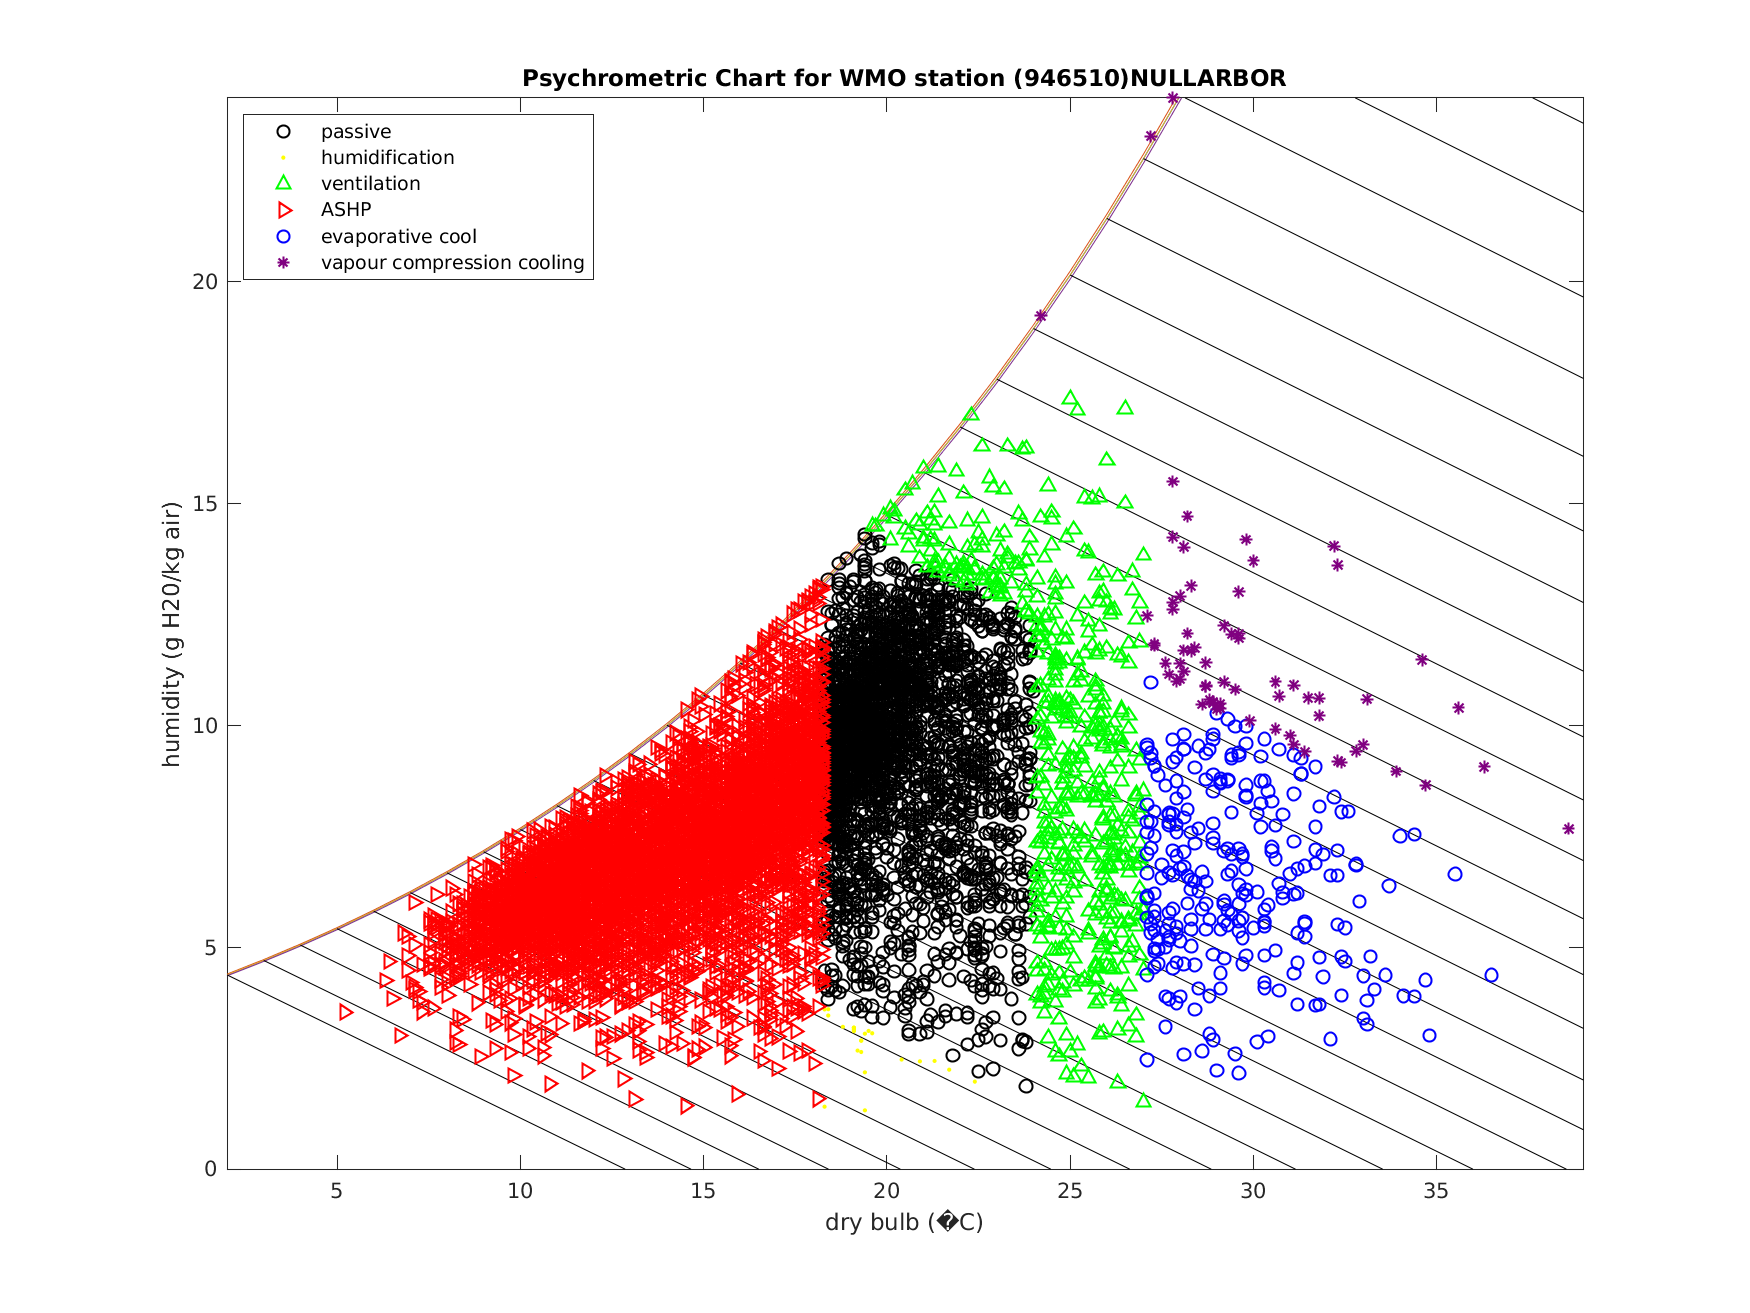 Psychrometric Chart for WMO station (946510)NULLARBOR
passive
humidification
ventilation
ASHP
evaporative cool
vapour compression cooling
humidity (g H20/kg air)
20
15
10
5
0
5 10 15 20 25 30 35
dry bulb (�C)